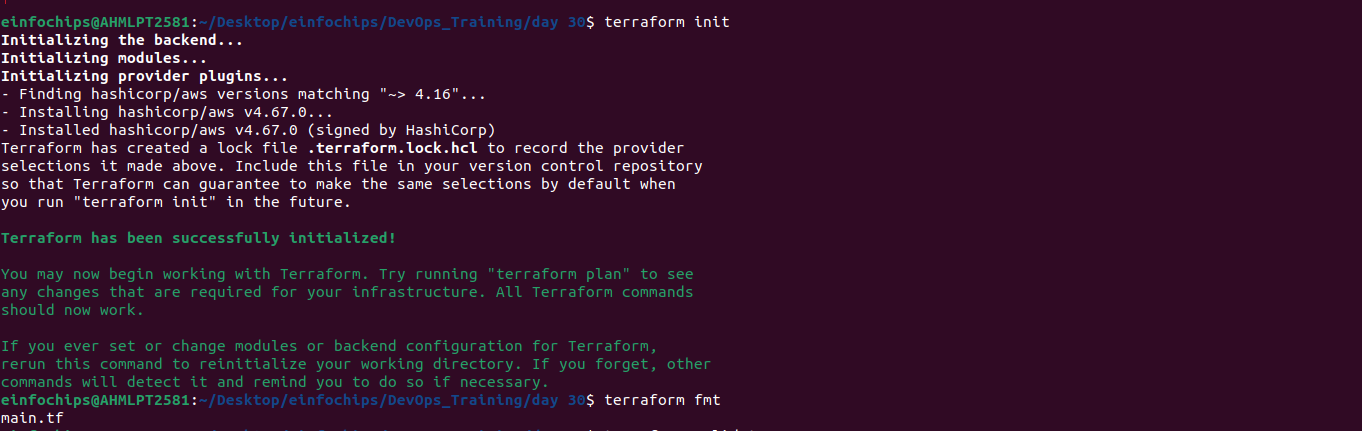 einfochips@AHMLPT2581:~/Desktop/einfochips/DevOps_Training/day 30$ terraform init
Initializing the backend...
Initializing modules...
Initializing provider plugins...
- Finding hashicorp/aws versions matching "~> 4.16"...
- Installing hashicorp/aws v4.67.0...
- Installed hashicorp/aws v4.67.0 (signed by HashiCorp)
Terraform has created a lock file .terraform.lock.hcl to record the provider
selections it made above. Include this file in your version control repository
so that Terraform can guarantee to make the same selections by default when
you run "terraform init" in the future.
Terraform has been successfully initialized!
You may now begin working with Terraform. Try running "terraform plan" to see
any changes that are required for your infrastructure. All Terraform commands
should now work.
If you ever set or change modules or backend configuration for Terraform,
rerun this command to reinitialize your working directory. If you forget, other
commands will detect it and remind you to do so if necessary.
einfochips@AHMLPT2581:~/Desktop/einfochips/DevOps_Training/day 30$ terraform fmt
main.tf